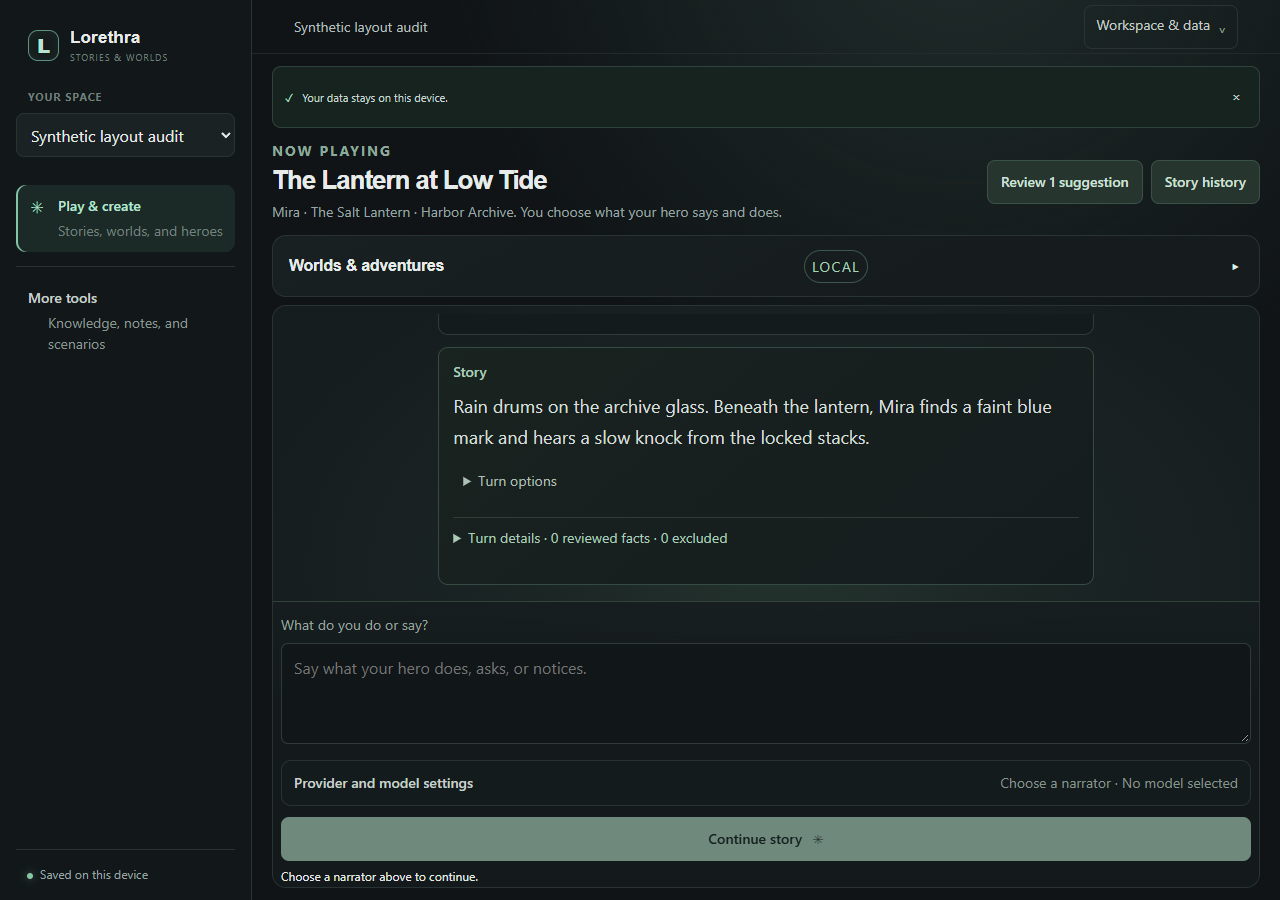 L
Lorethra
STORIES & WORLDS
YOUR SPACE
Synthetic layout audit
Play & create
Stories, worlds, and heroes
More tools
Knowledge, notes, and
scenarios
Saved on this device
Synthetic layout audit
Workspace & data
✓ Your data stays on this device.
×
NOW PLAYING
The Lantern at Low Tide
Mira · The Salt Lantern · Harbor Archive. You choose what your hero says and does.
Review 1 suggestion
Story history
Worlds & adventures
LOCAL
Story
Rain drums on the archive glass. Beneath the lantern, Mira finds a faint blue
mark and hears a slow knock from the locked stacks.
Turn options
Turn details · 0 reviewed facts · 0 excluded
What do you do or say?
Say what your hero does, asks, or notices.
Provider and model settings
Choose a narrator · No model selected
Continue story
Choose a narrator above to continue.